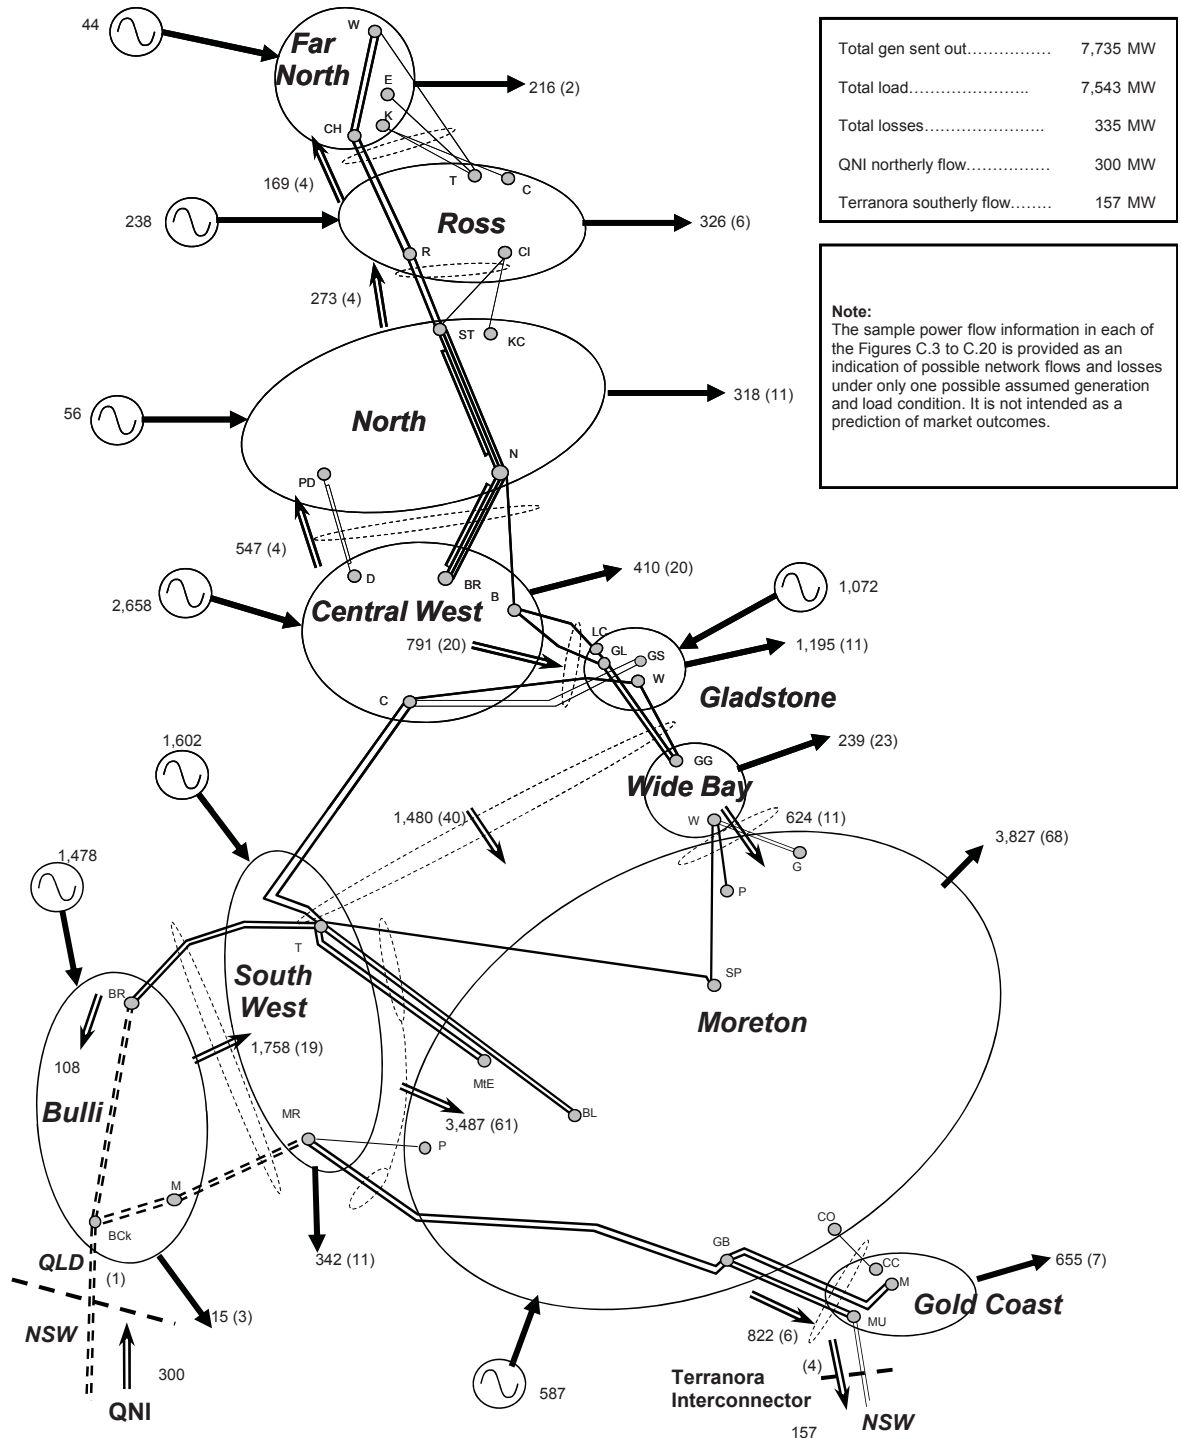 44
W
Far
North
E
K
CH
216 (2)
169 (4)
T
C
238
Ross
326 (6)
R
CI
273 (4)
ST
KC
56
North
318 (11)
N
PD
547 (4)
D
BR
410 (20)
2,658
Central West
B
1,072
791 (20)
LC
GL
GS
W
1,195 (11)
C
Gladstone
1,602
239 (23)
GG
Wide Bay
1,480 (40)
W
624 (11)
G
3,827 (68)
P
1,478
T
SP
South
West
Moreton
BR
1,758 (19)
108
MtE
Bulli
BL
3,487 (61)
MR
P
M
BCk
CO
GB
CC
QLD
(1)
342 (11)
M
655 (7)
Gold Coast
15 (3)
MU
NSW
822 (6)
(4)
300
587
Terranora
Interconnector
QNI
157
NSW
Total gen sent out............... 7,735 MW
Total load..................... 7,543 MW
Total losses...................... 335 MW
QNI northerly flow............... 300 MW
Terranora southerly flow........ 157 MW
Note:
The sample power flow information in each of
the Figures C.3 to C.20 is provided as an
indication of possible network flows and losses
under only one possible assumed generation
and load condition. It is not intended as a
prediction of market outcomes.